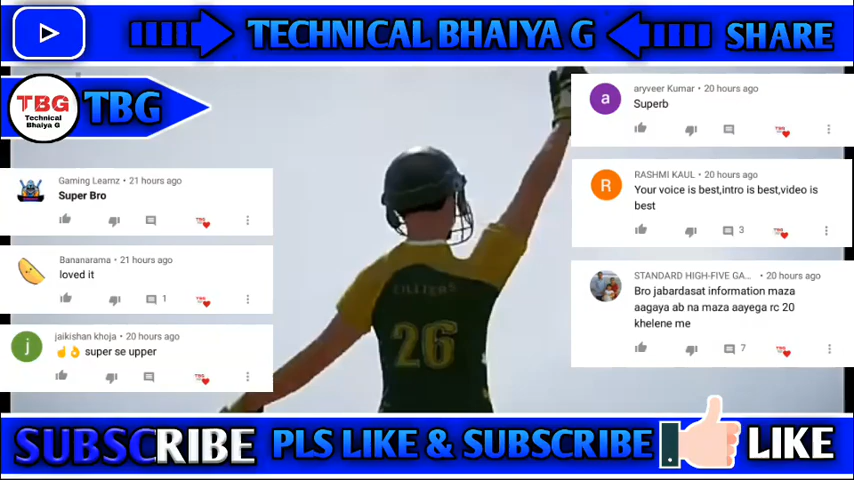 TECHNICAL BHAIYA G
SHARE
TBG
Technical
Bhaiya G
TBG
Gaming Learnz • 21 hours ago
Super Bro
Bananarama • 21 hours ago
loved it
1
jaikishan khoja • 20 hours ago
☝👌 super se upper
aryveer Kumar • 20 hours ago
Superb
RASHMI KAUL • 20 hours ago
Your voice is best,intro is best,video is
best
3
STANDARD HIGH-FIVE GA... • 20 hours ago
Bro jabardasat information maza
aagaya ab na maza aayega rc 20
khelene me
7
26
SUBSCRIBE
PLS LIKE & SUBSCRIBE
LIKE